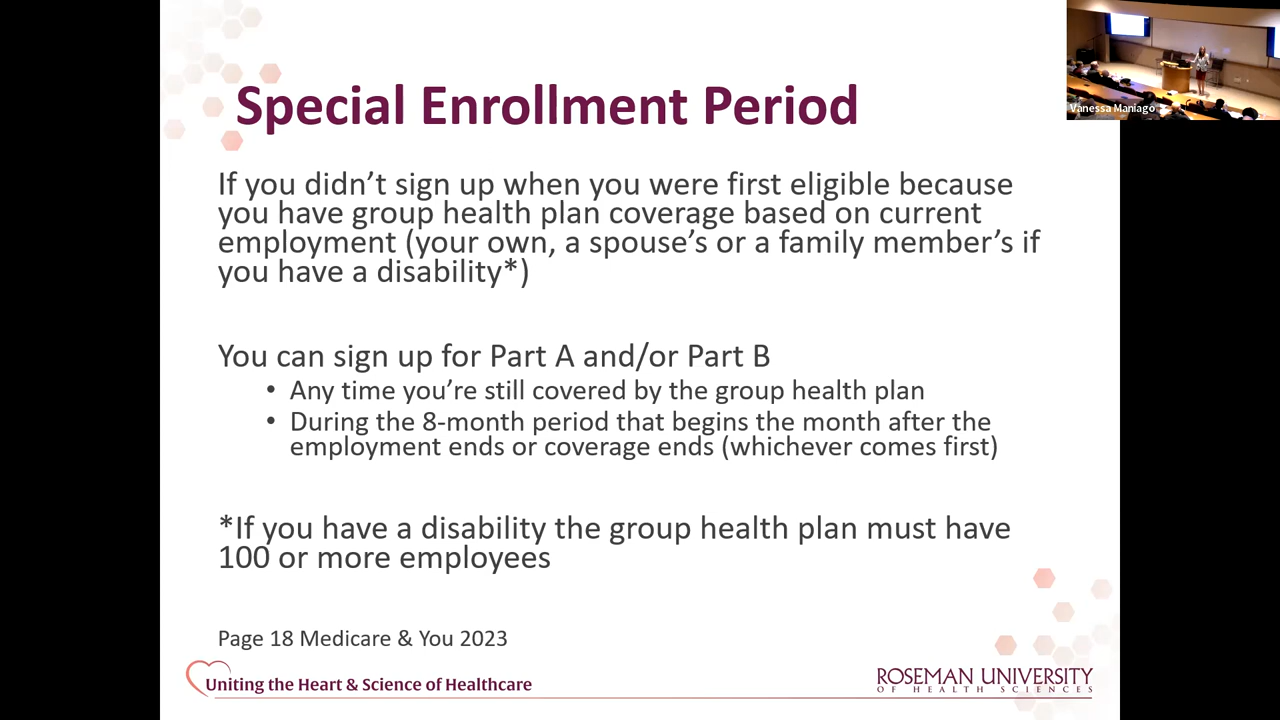 Vanessa Maniago
Special Enrollment Period
If you didn’t sign up when you were first eligible because
you have group health plan coverage based on current
employment (your own, a spouse’s or a family member’s if
you have a disability*)
You can sign up for Part A and/or Part B
• Any time you’re still covered by the group health plan
• During the 8-month period that begins the month after the
employment ends or coverage ends (whichever comes first)
*If you have a disability the group health plan must have
100 or more employees
Page 18 Medicare & You 2023
Uniting the Heart & Science of Healthcare
ROSEMAN UNIVERSITY
OF HEALTH SCIENCES